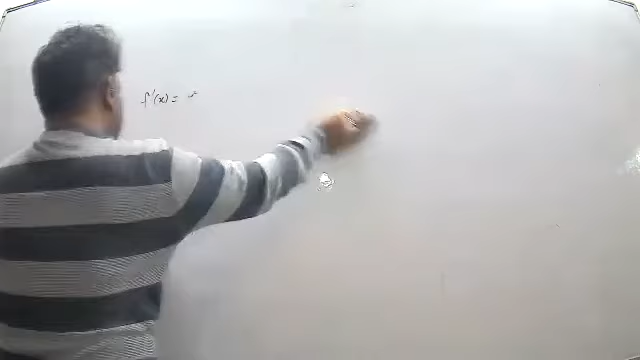 f'(x) =